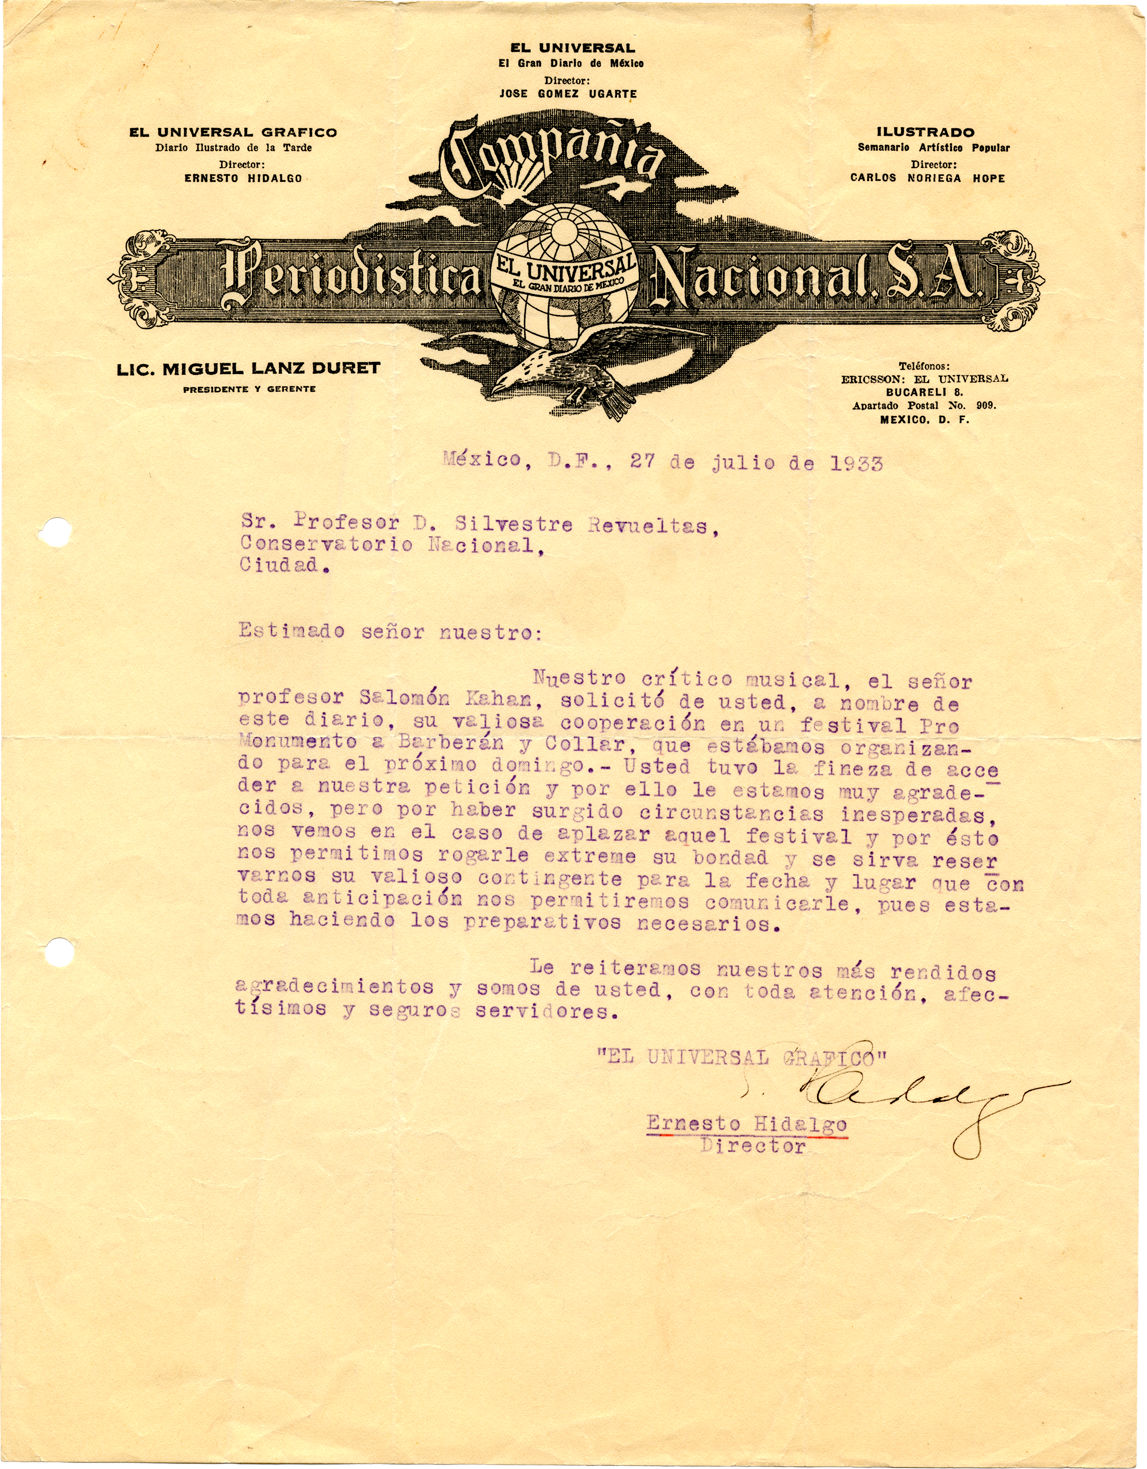 EL UNIVERSAL
El Gran Diario de México
Director:
JOSE GOMEZ UGARTE
EL UNIVERSAL GRAFICO
Diario Ilustrado de la Tarde
Director:
ERNESTO HIDALGO
ILUSTRADO
Semanario Artístico Popular
Director:
CARLOS NORIEGA HOPE
Compañia
Periodistica Nacional, S.A.
EL UNIVERSAL
EL GRAN DIARIO DE MEXICO
LIC. MIGUEL LANZ DURET
PRESIDENTE Y GERENTE
Teléfonos:
ERICSSON: EL UNIVERSAL
BUCARELI 8.
Apartado Postal No. 909.
MEXICO, D. F.
México, D.F., 27 de julio de 1933
Sr. Profesor D. Silvestre Revueltas,
Conservatorio Nacional,
Ciudad.
Estimado señor nuestro:
Nuestro crítico musical, el señor
profesor Salomón Kahan, solicitó de usted, a nombre de
este diario, su valiosa cooperación en un festival Pro
Monumento a Barberán y Collar, que estábamos organizan-
do para el próximo domingo.- Usted tuvo la fineza de acce
der a nuestra petición y por ello le estamos muy agrade-
cidos, pero por haber surgido circunstancias inesperadas,
nos vemos en el caso de aplazar aquel festival y por ésto
nos permitimos rogarle extreme su bondad y se sirva reser
varnos su valioso contingente para la fecha y lugar que con
toda anticipación nos permitiremos comunicarle, pues esta-
mos haciendo los preparativos necesarios.
Le reiteramos nuestros más rendidos
agradecimientos y somos de usted, con toda atención, afec-
tísimos y seguros servidores.
"EL UNIVERSAL GRAFICO"
Hidalgo
Ernesto Hidalgo
Director